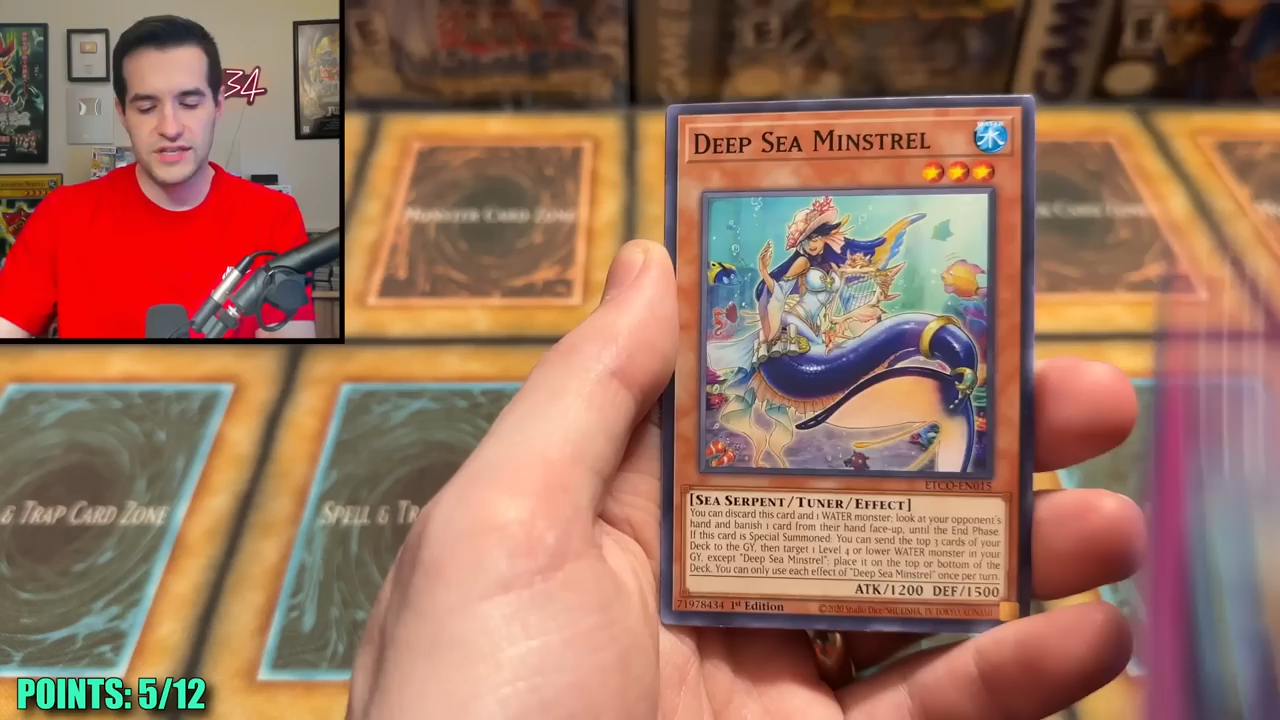 34
DEEP SEA MINSTREL
WATER
水
MONSTER CARD ZONE
ETCO-EN015
[SEA SERPENT/TUNER/EFFECT]
You can discard this card and 1 WATER monster; look at your opponent's
hand and banish 1 card from their hand face-up, until the End Phase.
If this card is Special Summoned: You can send the top 3 cards of your
Deck to the GY, then target 1 Level 4 or lower WATER monster in your
GY, except "Deep Sea Minstrel"; place it on the top or bottom of the
Deck. You can only use each effect of "Deep Sea Minstrel" once per turn.
ATK/1200 DEF/1500
71978434 1st Edition ©2020 Studio Dice/SHUEISHA, TV TOKYO, KONAMI
& TRAP CARD ZONE
SPELL & TR
POINTS: 5/12